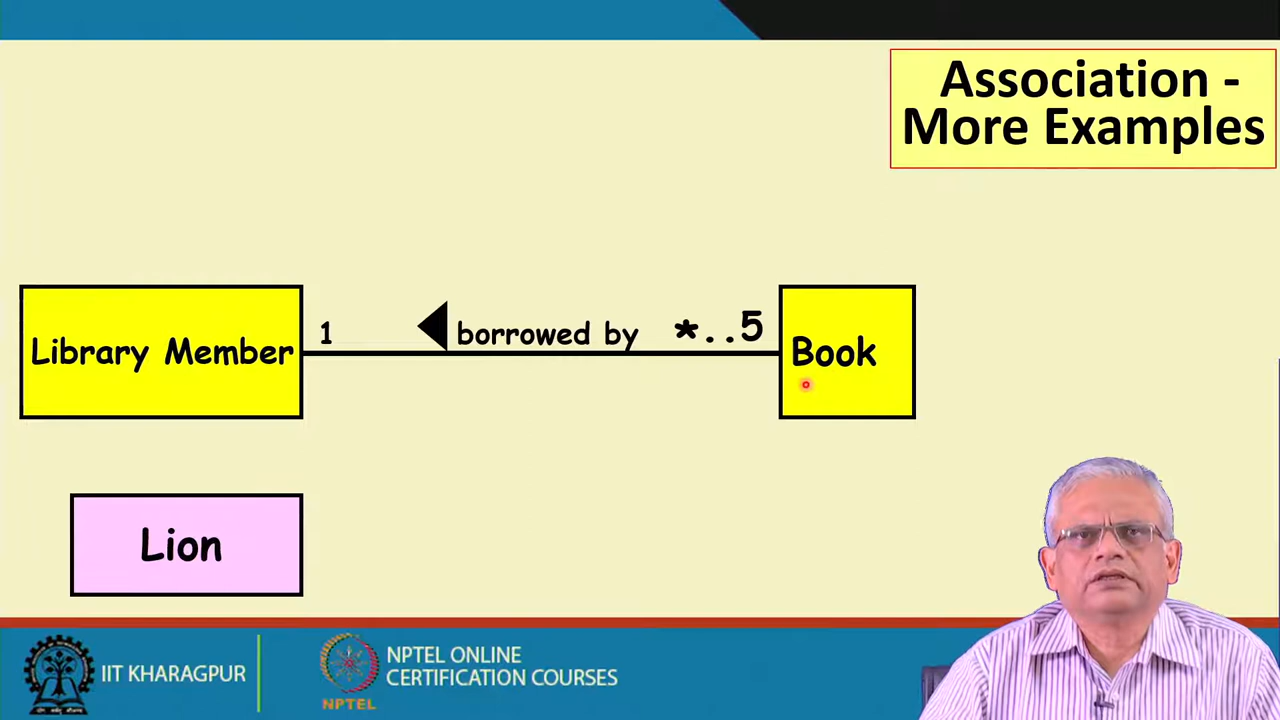 Association -
More Examples
Library Member
1
borrowed by
*..5
Book
Lion
IIT KHARAGPUR
NPTEL
NPTEL ONLINE
CERTIFICATION COURSES